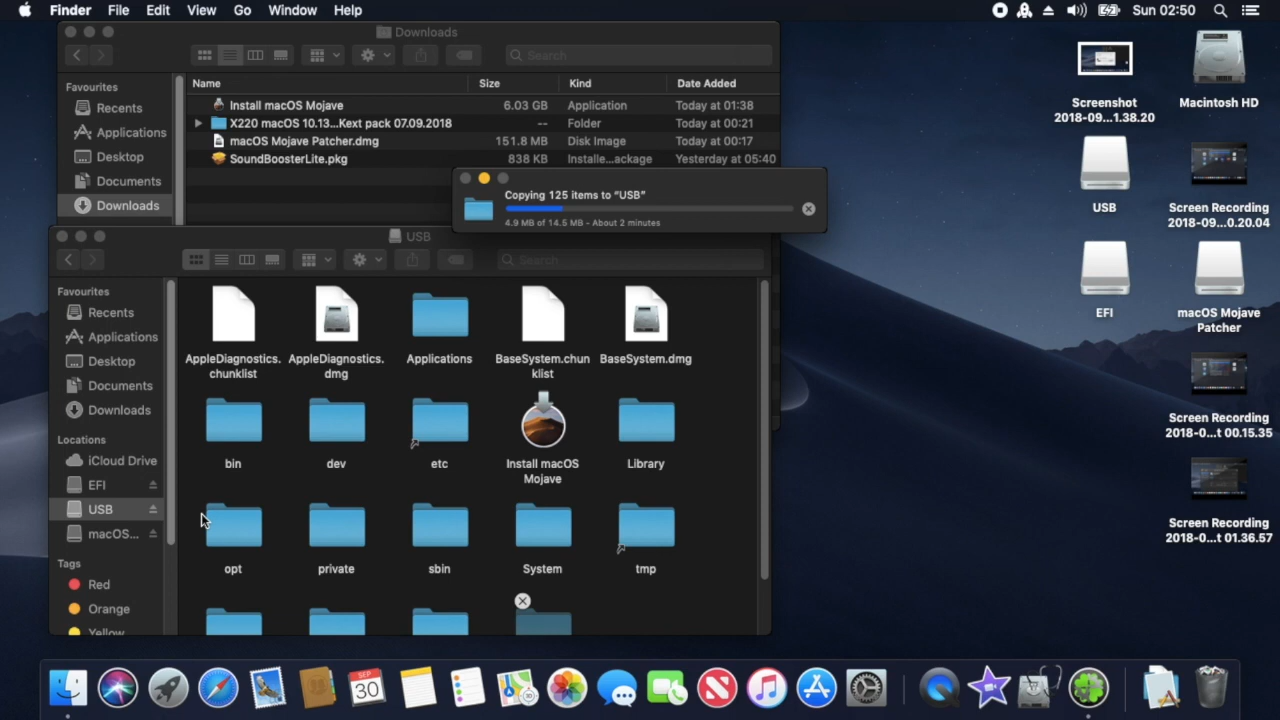 Finder File Edit View Go Window Help
Sun 02:50
Downloads
Search
Favourites
Recents
Applications
Desktop
Documents
Downloads
Name Size Kind Date Added
Install macOS Mojave 6.03 GB Application Today at 01:38
X220 macOS 10.13...Kext pack 07.09.2018 -- Folder Today at 00:21
macOS Mojave Patcher.dmg 151.8 MB Disk Image Today at 00:17
SoundBoosterLite.pkg 838 KB Installe...ackage Yesterday at 05:40
Copying 125 items to “USB”
4.9 MB of 14.5 MB - About 2 minutes
USB
Search
Favourites
Recents
Applications
Desktop
Documents
Downloads
Locations
iCloud Drive
EFI
USB
macOS...
Tags
Red
Orange
Yellow
AppleDiagnostics.
chunklist
AppleDiagnostics.
dmg
Applications
BaseSystem.chun
klist
BaseSystem.dmg
bin
dev
etc
Install macOS
Mojave
Library
opt
private
sbin
System
tmp
Screenshot
2018-09...1.38.20
Macintosh HD
USB
Screen Recording
2018-09...0.20.04
EFI
macOS Mojave
Patcher
Screen Recording
2018-0...t 00.15.35
Screen Recording
2018-0...t 01.36.57
SEP
30